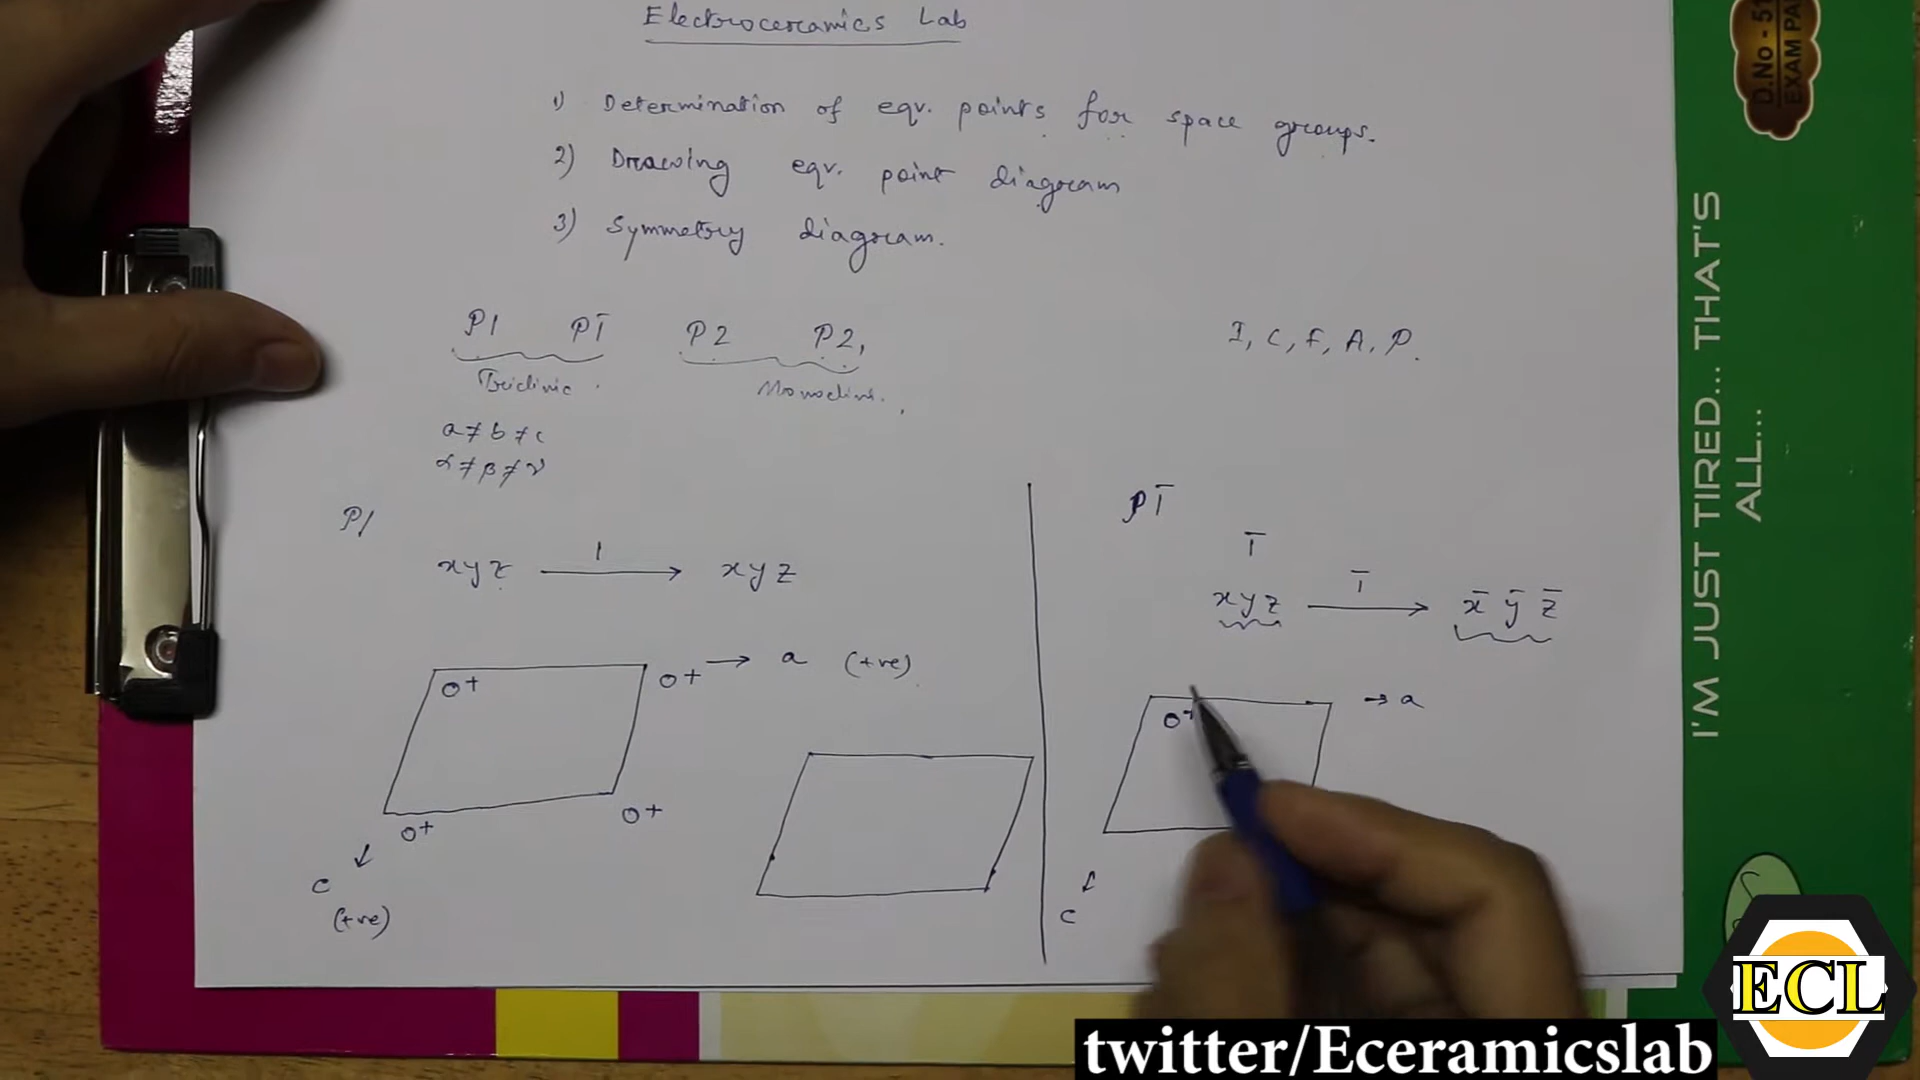 Electroceramics Lab
1) Determination of eqv. points for space groups.
2) Drawing eqv. point diagram
3) Symmetry diagram.
P1 P1̅ P2 P2₁
I, C, F, A, P.
Triclinic. Monoclinic.
a ≠ b ≠ c
α ≠ β ≠ γ
P1
xyz 1 → xyz
o+ o+ → a (+ve)
o+ o+
c
(+ve)
P1̅
1̅
xyz 1̅ → x̅ y̅ z̅
o+ → a
c
D.No - 51
EXAM PA
I'M JUST TIRED... THAT'S
ALL...
ECL
twitter/Eceramicslab